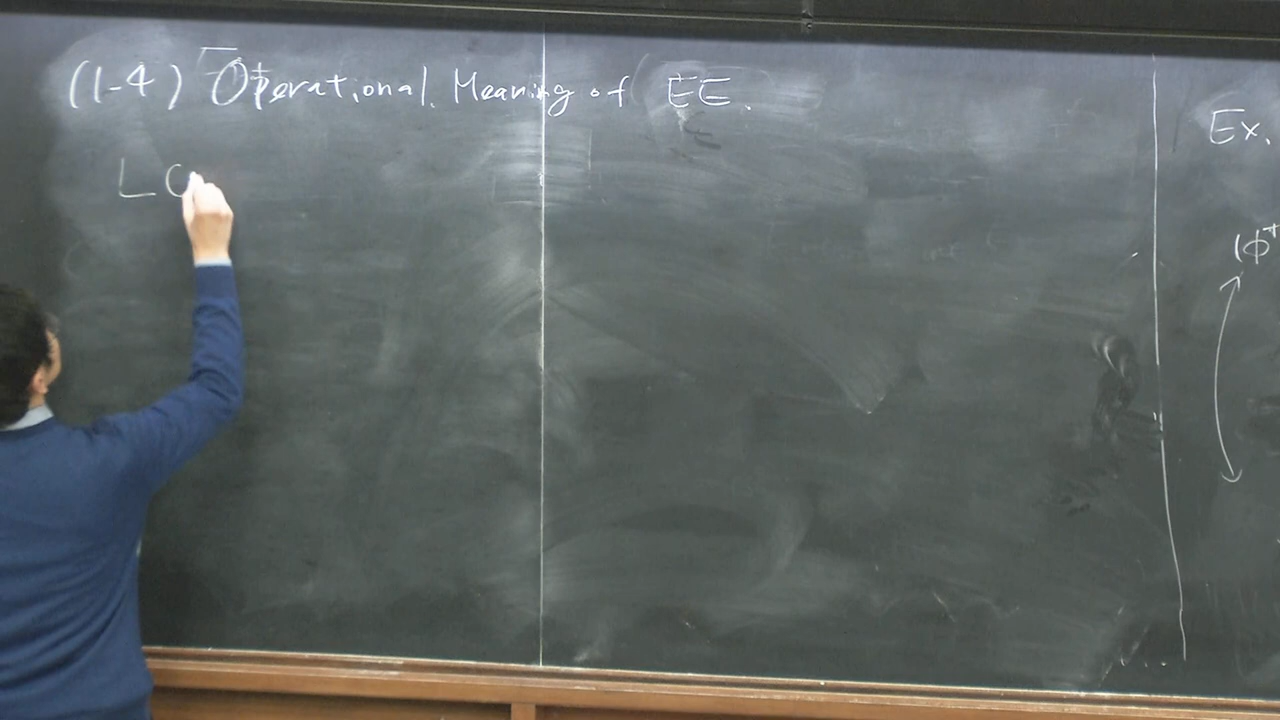 (1-4) Operational Meaning of EE.
LO
Ex.
|ϕ⁺